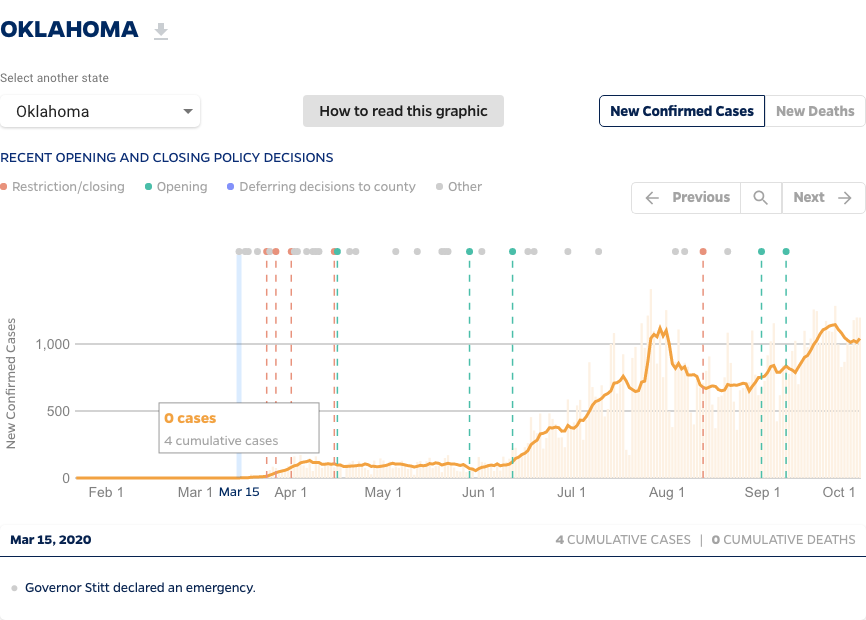 OKLAHOMA
Select another state
Oklahoma
How to read this graphic
New Confirmed Cases
New Deaths
RECENT OPENING AND CLOSING POLICY DECISIONS
Restriction/closing
Opening
Deferring decisions to county
Other
Previous
Next
New Confirmed Cases
1,000
500
0
0 cases
4 cumulative cases
Feb 1
Mar 1
Mar 15
Apr 1
May 1
Jun 1
Jul 1
Aug 1
Sep 1
Oct 1
Mar 15, 2020
4 CUMULATIVE CASES | 0 CUMULATIVE DEATHS
Governor Stitt declared an emergency.